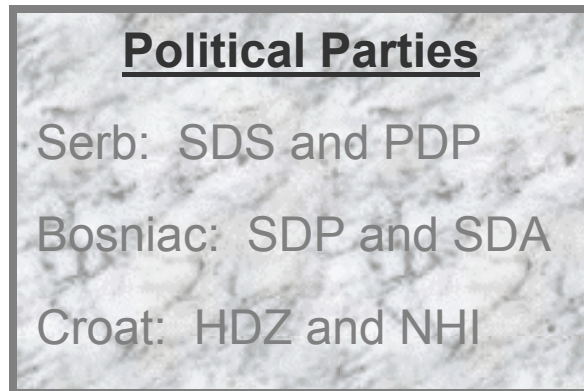 Political Parties
Serb: SDS and PDP
Bosniac: SDP and SDA
Croat: HDZ and NHI